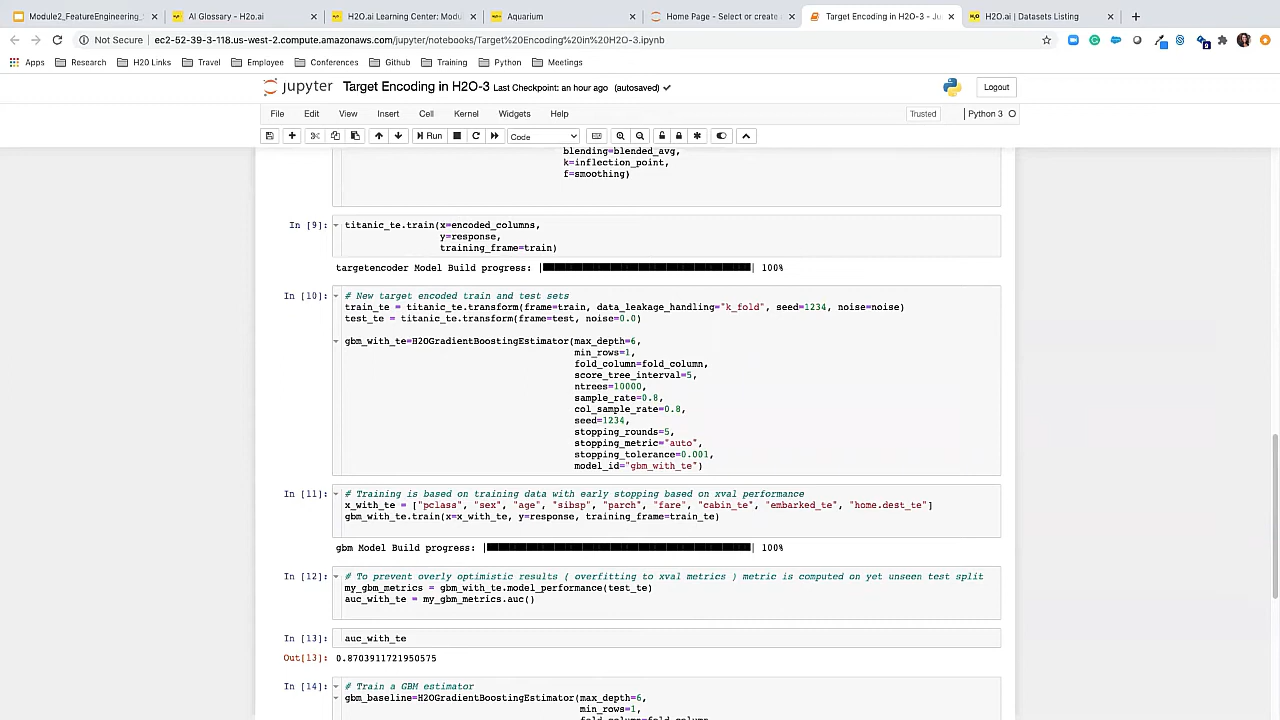 Module2_FeatureEngineering_
AI Glossary - H2o.ai
H2O.ai Learning Center: Modul
Aquarium
Home Page - Select or create a
Target Encoding in H2O-3 - Ju
H2O.ai | Datasets Listing
Not Secure | ec2-52-39-3-118.us-west-2.compute.amazonaws.com/jupyter/notebooks/Target%20Encoding%20in%20H2O-3.ipynb
Apps Research H2O Links Travel Employee Conferences Github Training Python Meetings
jupyter Target Encoding in H2O-3 Last Checkpoint: an hour ago (autosaved) Logout
File Edit View Insert Cell Kernel Widgets Help Trusted | Python 3
Run Code
blending=blended_avg,
k=inflection_point,
f=smoothing)
In [9]: titanic_te.train(x=encoded_columns,
y=response,
training_frame=train)
targetencoder Model Build progress: | | 100%
In [10]: # New target encoded train and test sets
train_te = titanic_te.transform(frame=train, data_leakage_handling="k_fold", seed=1234, noise=noise)
test_te = titanic_te.transform(frame=test, noise=0.0)
gbm_with_te=H2OGradientBoostingEstimator(max_depth=6,
min_rows=1,
fold_column=fold_column,
score_tree_interval=5,
ntrees=10000,
sample_rate=0.8,
col_sample_rate=0.8,
seed=1234,
stopping_rounds=5,
stopping_metric="auto",
stopping_tolerance=0.001,
model_id="gbm_with_te")
In [11]: # Training is based on training data with early stopping based on xval performance
x_with_te = ["pclass", "sex", "age", "sibsp", "parch", "fare", "cabin_te", "embarked_te", "home.dest_te"]
gbm_with_te.train(x=x_with_te, y=response, training_frame=train_te)
gbm Model Build progress: | | 100%
In [12]: # To prevent overly optimistic results ( overfitting to xval metrics ) metric is computed on yet unseen test split
my_gbm_metrics = gbm_with_te.model_performance(test_te)
auc_with_te = my_gbm_metrics.auc()
In [13]: auc_with_te
Out[13]: 0.8703911721950575
In [14]: # Train a GBM estimator
gbm_baseline=H2OGradientBoostingEstimator(max_depth=6,
min_rows=1,
fold_column=fold_column